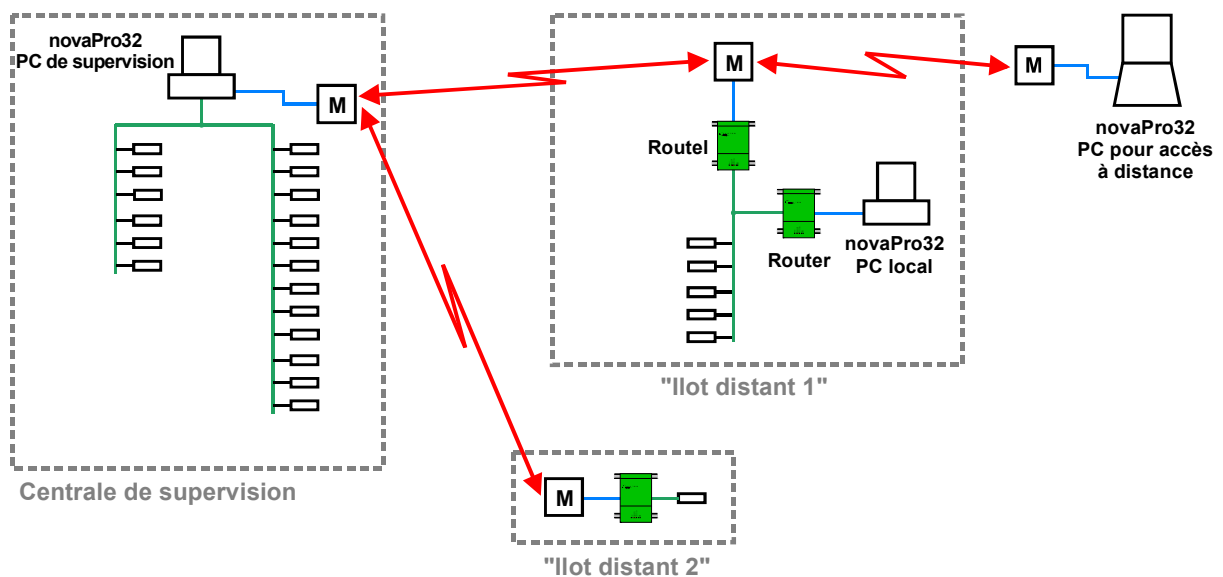 novaPro32
PC de supervision
M
M
M
Routel
novaPro32
PC pour accès
à distance
Router
novaPro32
PC local
"Ilot distant 1"
Centrale de supervision
M
"Ilot distant 2"